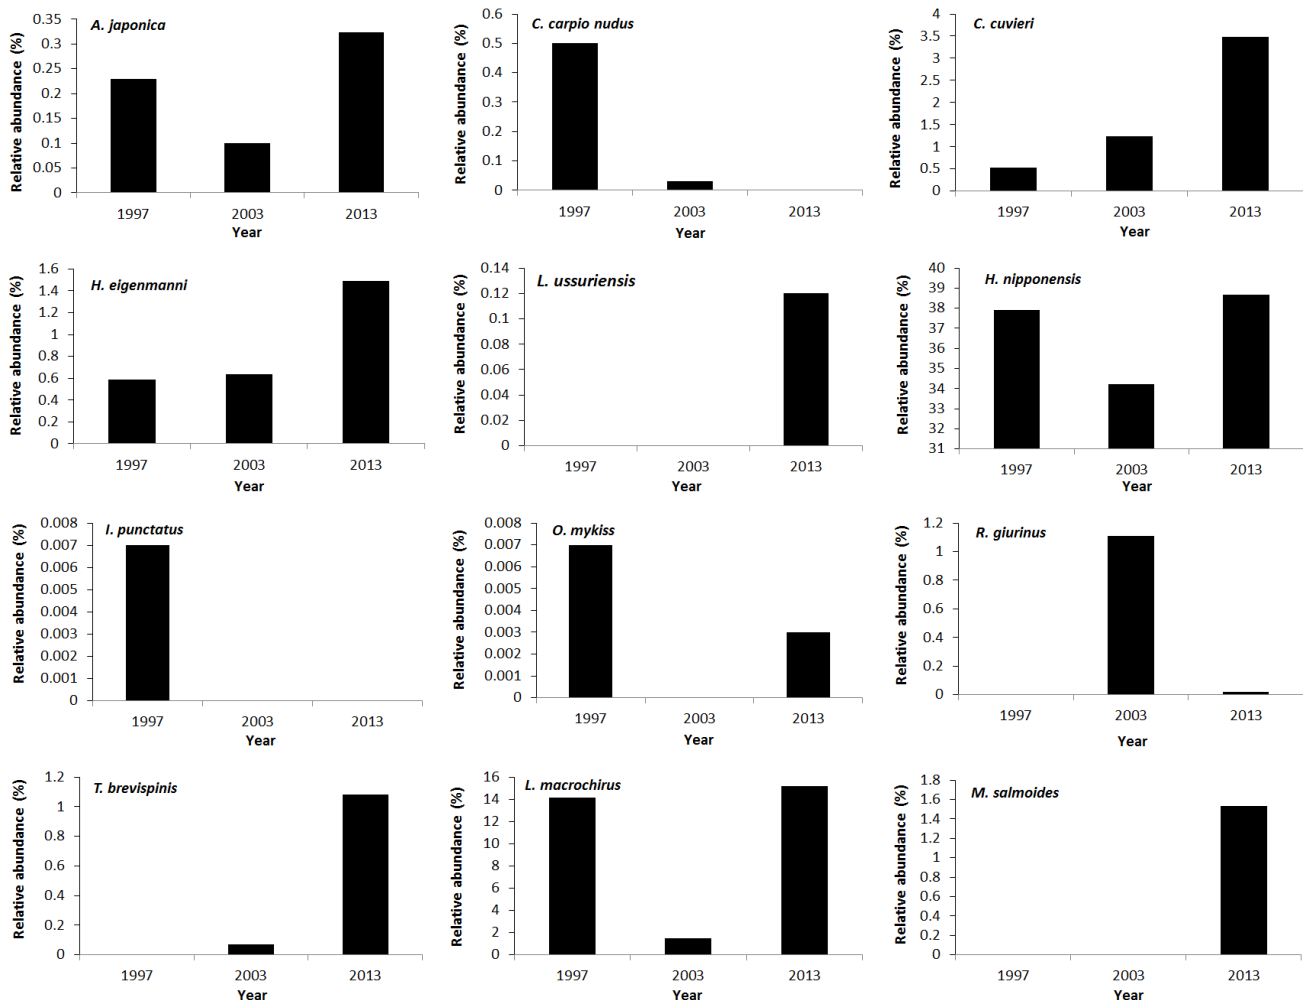 A. japonica
Relative abundance (%)
0.35
0.3
0.25
0.2
0.15
0.1
0.05
0
1997 2003 2013
Year
C. carpio nudus
Relative abundance (%)
0.6
0.5
0.4
0.3
0.2
0.1
0
1997 2003 2013
Year
C. cuvieri
Relative abundance (%)
4
3.5
3
2.5
2
1.5
1
0.5
0
1997 2003 2013
Year
H. eigenmanni
Relative abundance (%)
1.6
1.4
1.2
1
0.8
0.6
0.4
0.2
0
1997 2003 2013
Year
L. ussuriensis
Relative abundance (%)
0.14
0.12
0.1
0.08
0.06
0.04
0.02
0
1997 2003 2013
Year
H. nipponensis
Relative abundance (%)
40
39
38
37
36
35
34
33
32
31
1997 2003 2013
Year
I. punctatus
Relative abundance (%)
0.008
0.007
0.006
0.005
0.004
0.003
0.002
0.001
0
1997 2003 2013
Year
O. mykiss
Relative abundance (%)
0.008
0.007
0.006
0.005
0.004
0.003
0.002
0.001
0
1997 2003 2013
Year
R. giurinus
Relative abundance (%)
1.2
1
0.8
0.6
0.4
0.2
0
1997 2003 2013
Year
T. brevispinis
Relative abundance (%)
1.2
1
0.8
0.6
0.4
0.2
0
1997 2003 2013
Year
L. macrochirus
Relative abundance (%)
16
14
12
10
8
6
4
2
0
1997 2003 2013
Year
M. salmoides
Relative abundance (%)
1.8
1.6
1.4
1.2
1
0.8
0.6
0.4
0.2
0
1997 2003 2013
Year